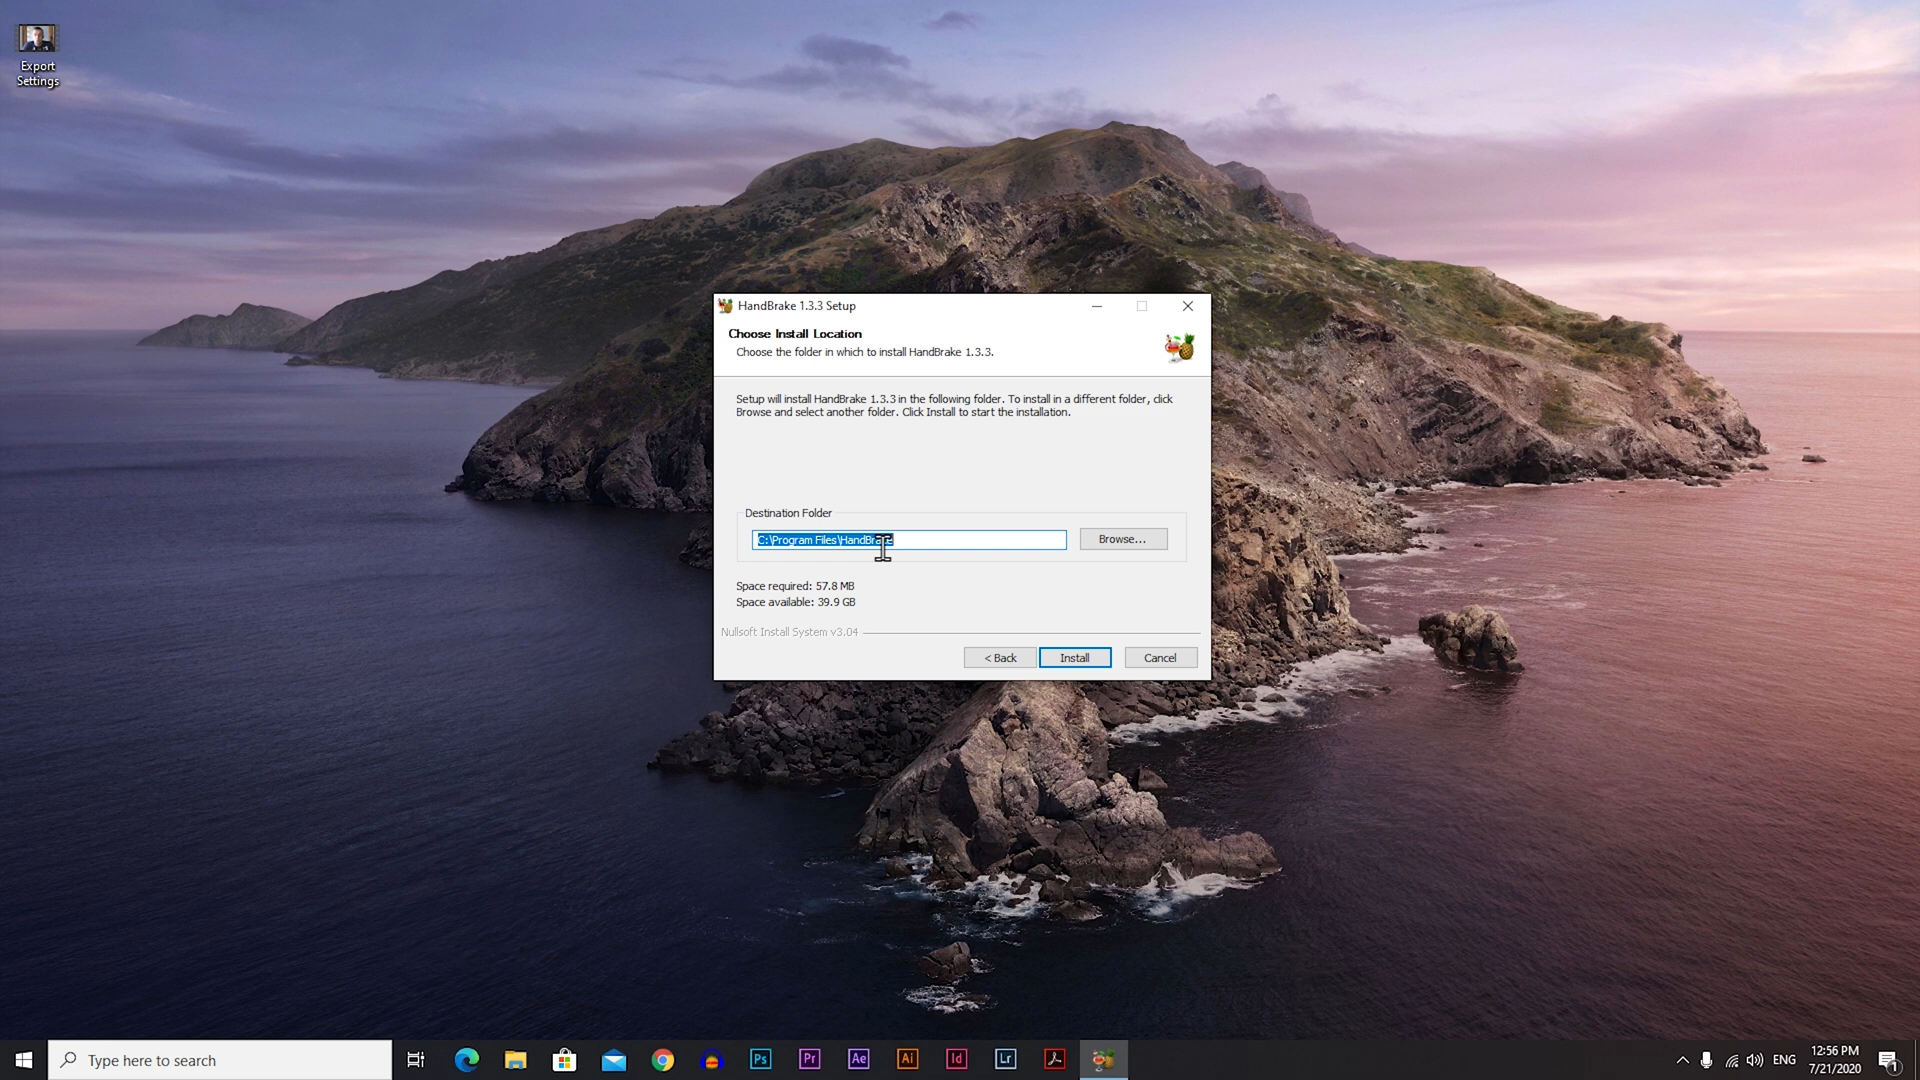 Export
Settings
HandBrake 1.3.3 Setup
Choose Install Location
Choose the folder in which to install HandBrake 1.3.3.
Setup will install HandBrake 1.3.3 in the following folder. To install in a different folder, click
Browse and select another folder. Click Install to start the installation.
Destination Folder
C:\Program Files\HandBrake
Browse...
Space required: 57.8 MB
Space available: 39.9 GB
Nullsoft Install System v3.04
< Back
Install
Cancel
Type here to search
Ps
Pr
Ae
Ai
Id
Lr
ENG
12:56 PM
7/21/2020
1